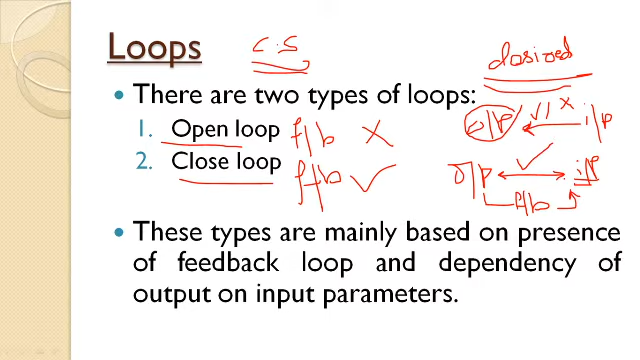 Loops
C.S
desired
• There are two types of loops:
1. Open loop f/b X
o/p √/X i/p
2. Close loop f/b ✓
o/p ✓ i/p
f/b
• These types are mainly based on presence
of feedback loop and dependency of
output on input parameters.